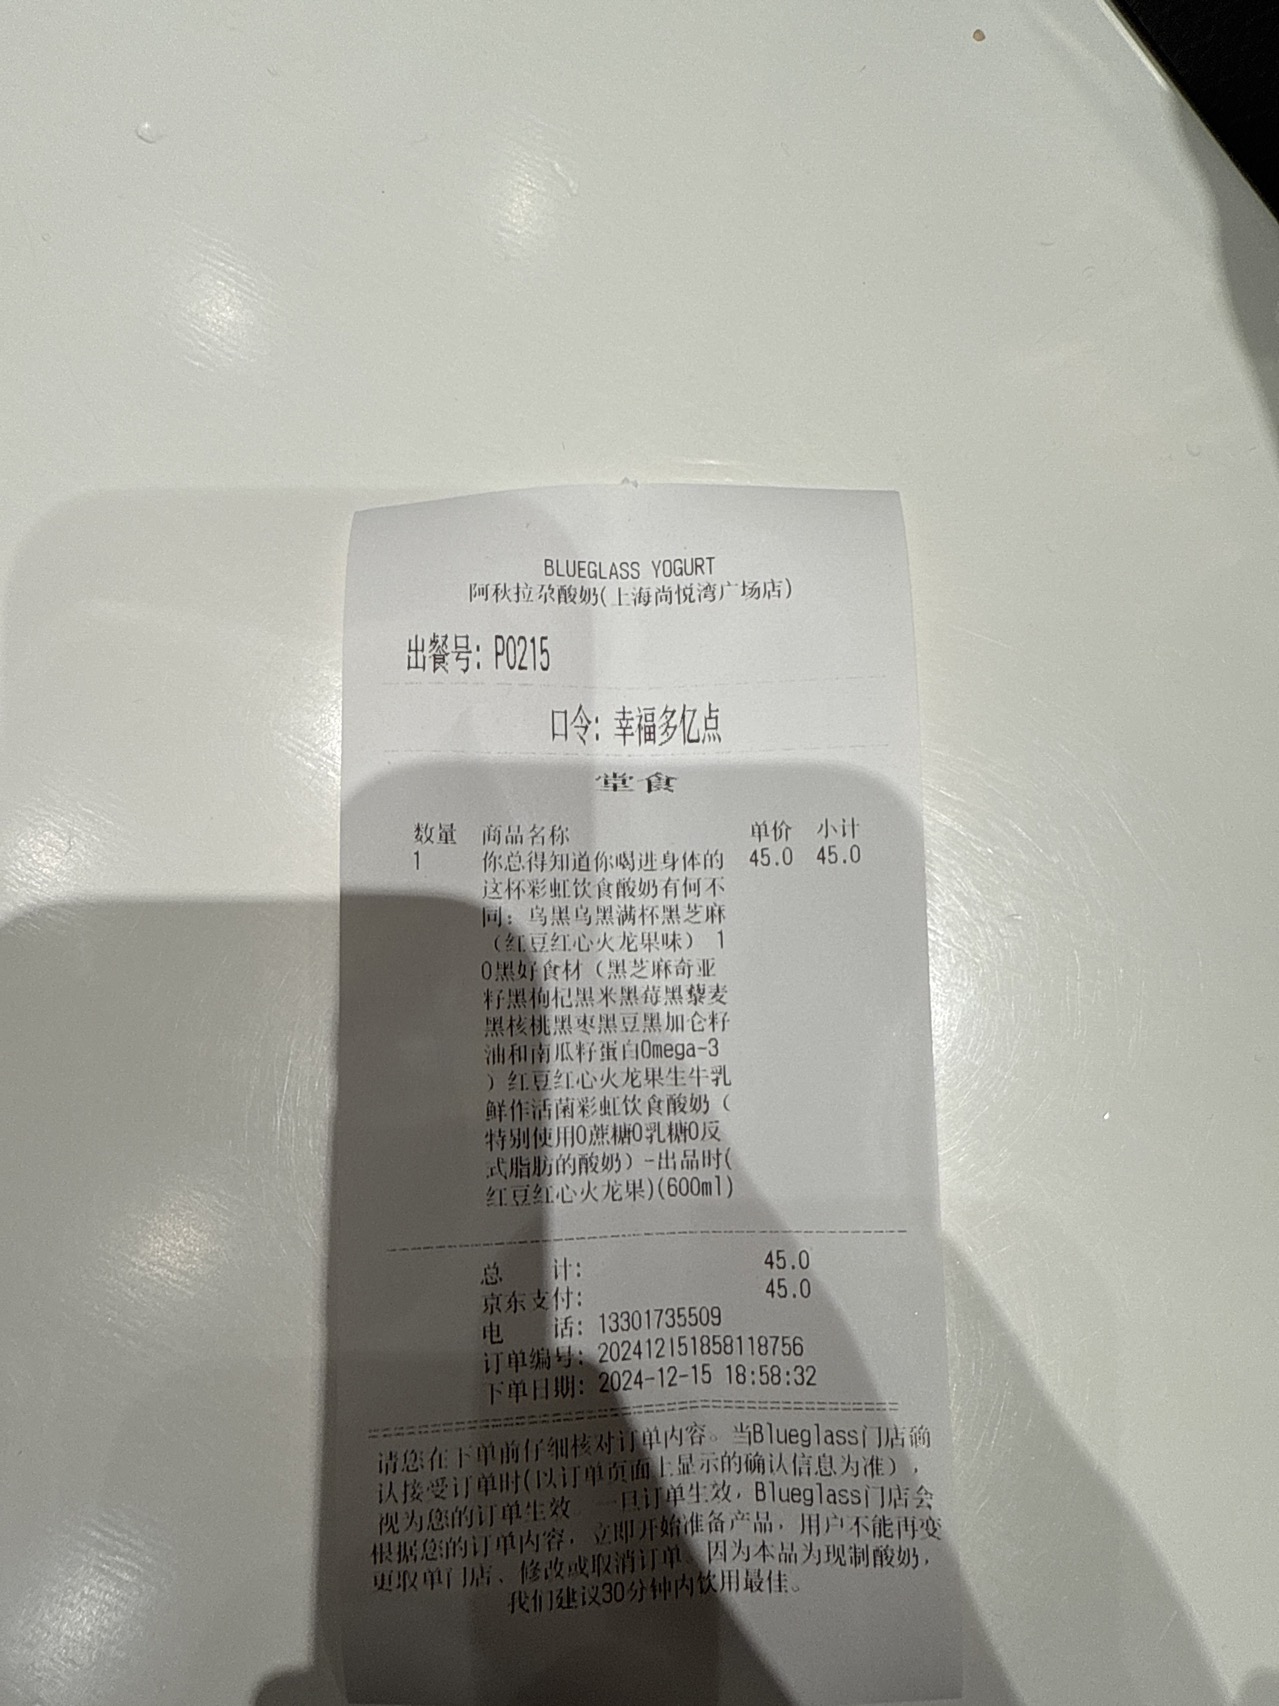 BLUEGLASS YOGURT
阿秋拉尕酸奶(上海尚悦湾广场店)
出餐号: P0215
口令: 幸福多亿点
堂食
数量 商品名称 单价 小计
1 你总得知道你喝进身体的 45.0 45.0
这杯彩虹饮食酸奶有何不
同: 乌黑乌黑满杯黑芝麻
（红豆红心火龙果味） 1
0黑好食材（黑芝麻奇亚
籽黑枸杞黑米黑莓黑藜麦
黑核桃黑枣黑豆黑加仑籽
油和南瓜籽蛋白Omega-3
）红豆红心火龙果生牛乳
鲜作活菌彩虹饮食酸奶（
特别使用0蔗糖0乳糖0反
式脂肪的酸奶）-出品时(
红豆红心火龙果)(600ml)
总 计: 45.0
京东支付: 45.0
电 话: 13301735509
订单编号: 202412151858118756
下单日期: 2024-12-15 18:58:32
请您在下单前仔细核对订单内容。当Blueglass门店确
认接受订单时(以订单页面上显示的确认信息为准），
视为您的订单生效。一旦订单生效，Blueglass门店会
根据您的订单内容，立即开始准备产品，用户不能再变
更取单门店、修改或取消订单。因为本品为现制酸奶，
我们建议30分钟内饮用最佳。